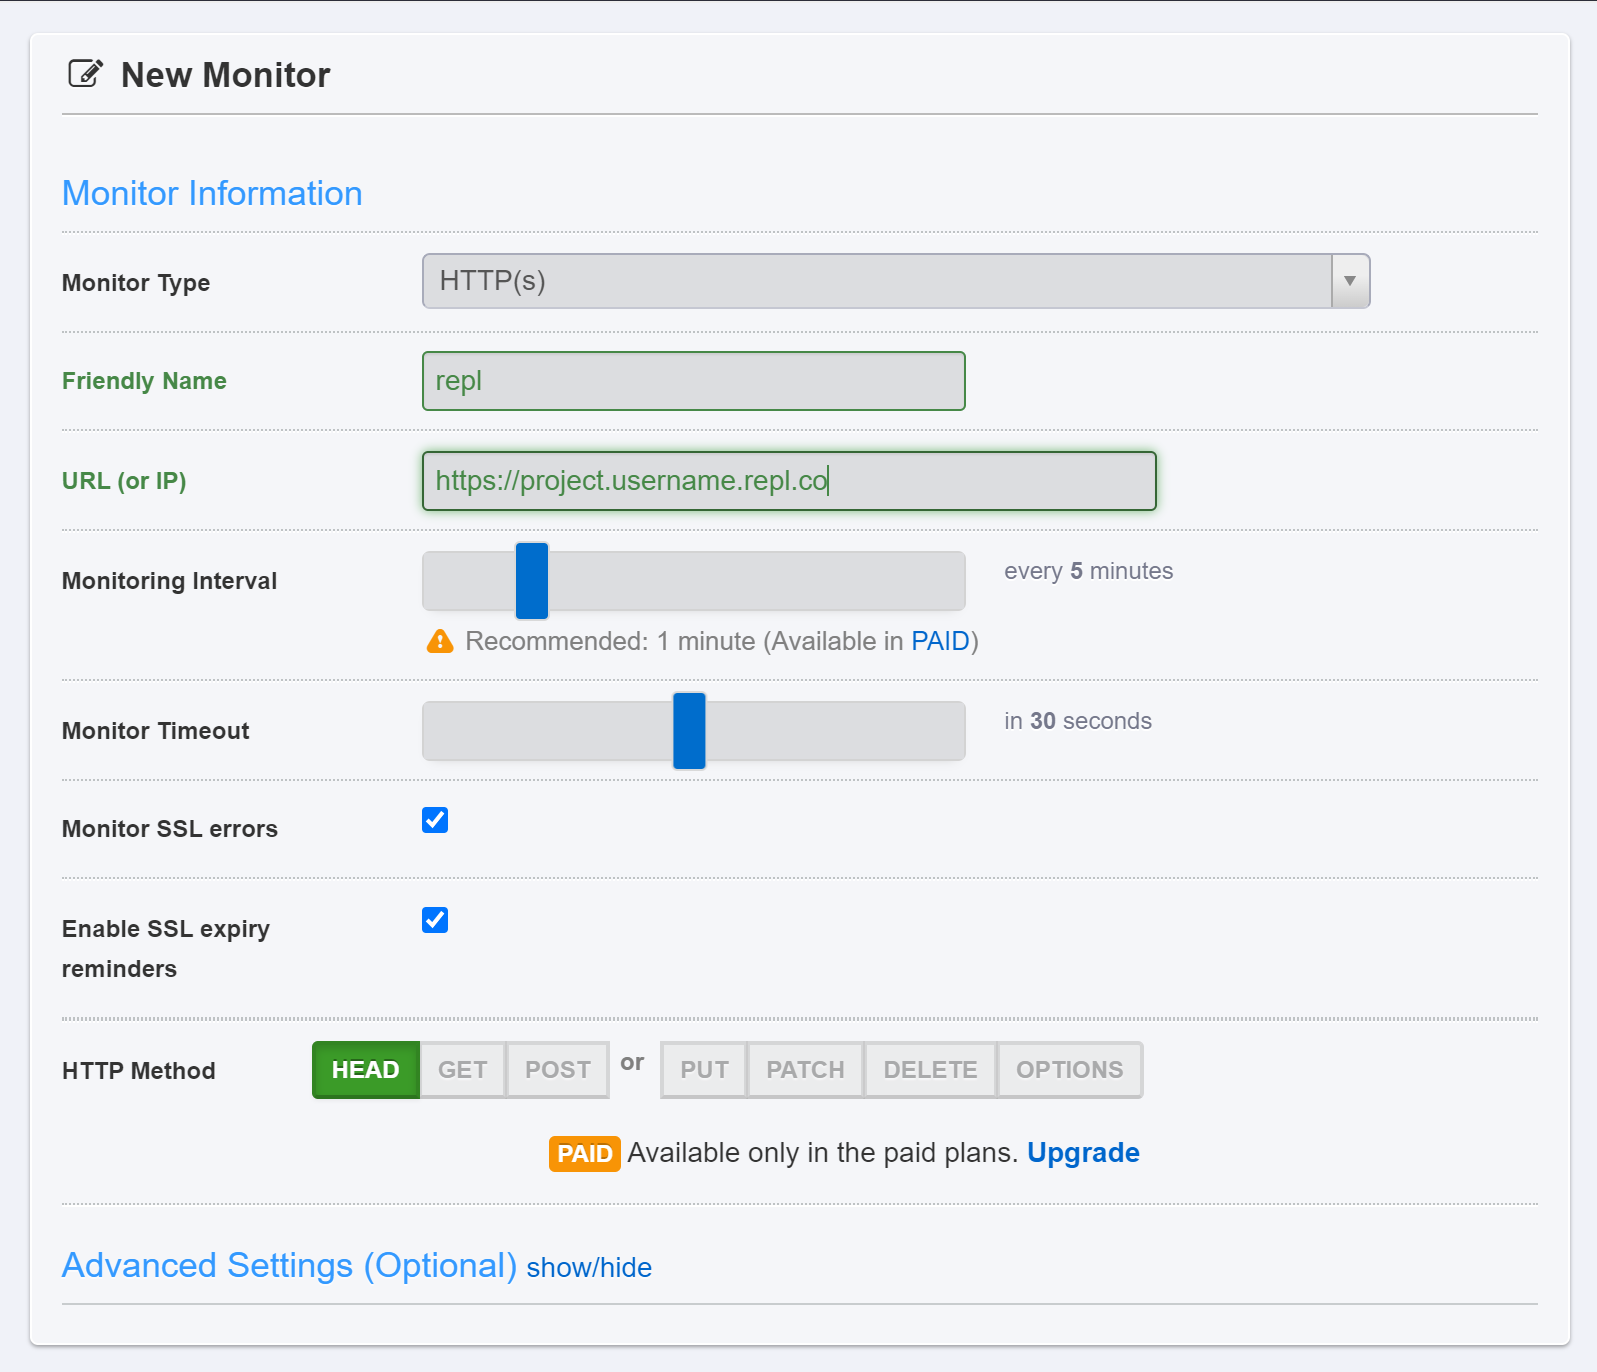 New Monitor
Monitor Information
Monitor Type HTTP(s)
Friendly Name repl
URL (or IP) https://project.username.repl.co
Monitoring Interval every 5 minutes
Recommended: 1 minute (Available in PAID)
Monitor Timeout in 30 seconds
Monitor SSL errors
Enable SSL expiry
reminders
HTTP Method HEAD GET POST or PUT PATCH DELETE OPTIONS
PAID Available only in the paid plans. Upgrade
Advanced Settings (Optional) show/hide